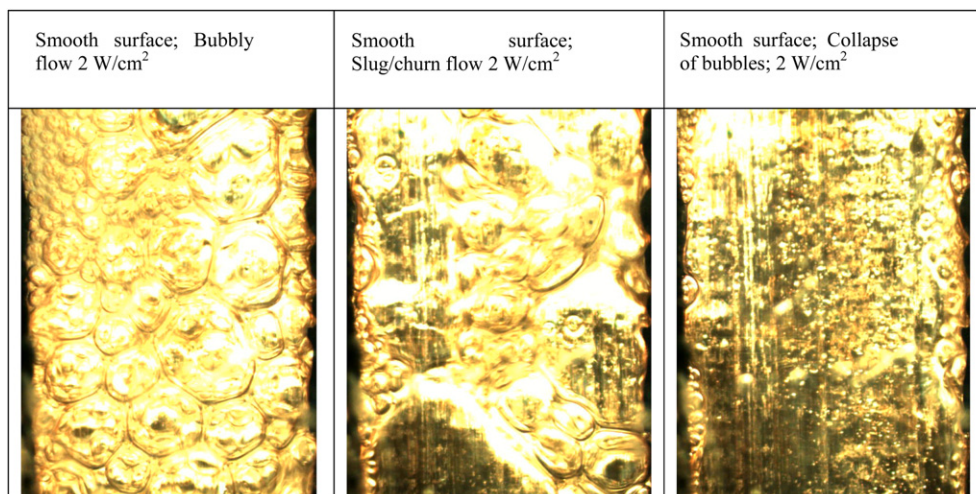 Smooth surface; Bubbly
flow 2 W/cm²
Smooth surface;
Slug/churn flow 2 W/cm²
Smooth surface; Collapse
of bubbles; 2 W/cm²